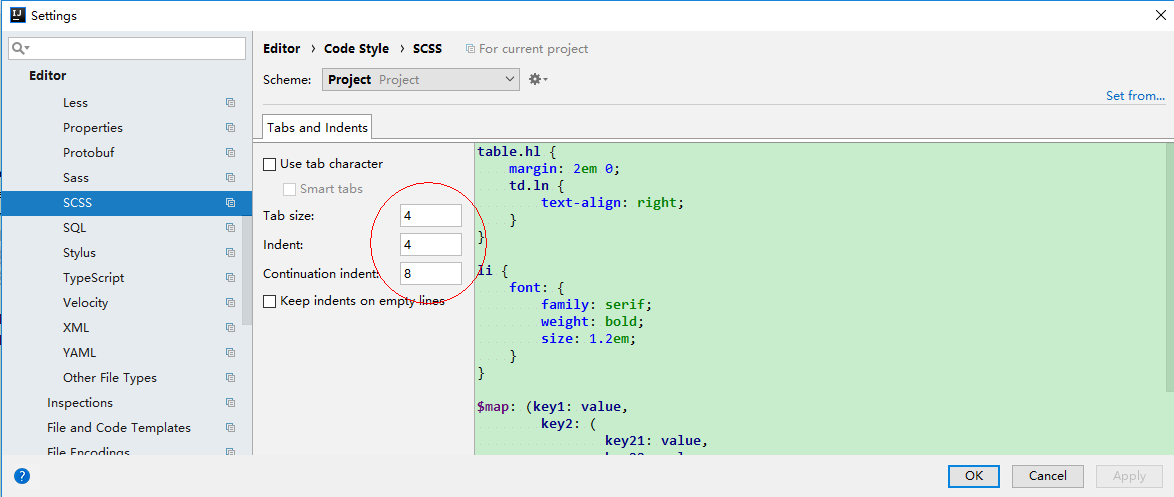 Settings
Editor
Less
Properties
Protobuf
Sass
SCSS
SQL
Stylus
TypeScript
Velocity
XML
YAML
Other File Types
Inspections
File and Code Templates
File Encodings
Editor › Code Style › SCSS For current project
Scheme: Project Project
Set from...
Tabs and Indents
Use tab character
Smart tabs
Tab size: 4
Indent: 4
Continuation indent: 8
Keep indents on empty lines
table.hl {
margin: 2em 0;
td.ln {
text-align: right;
}
}
li {
font: {
family: serif;
weight: bold;
size: 1.2em;
}
}
$map: (key1: value,
key2: (
key21: value,
? OK Cancel Apply